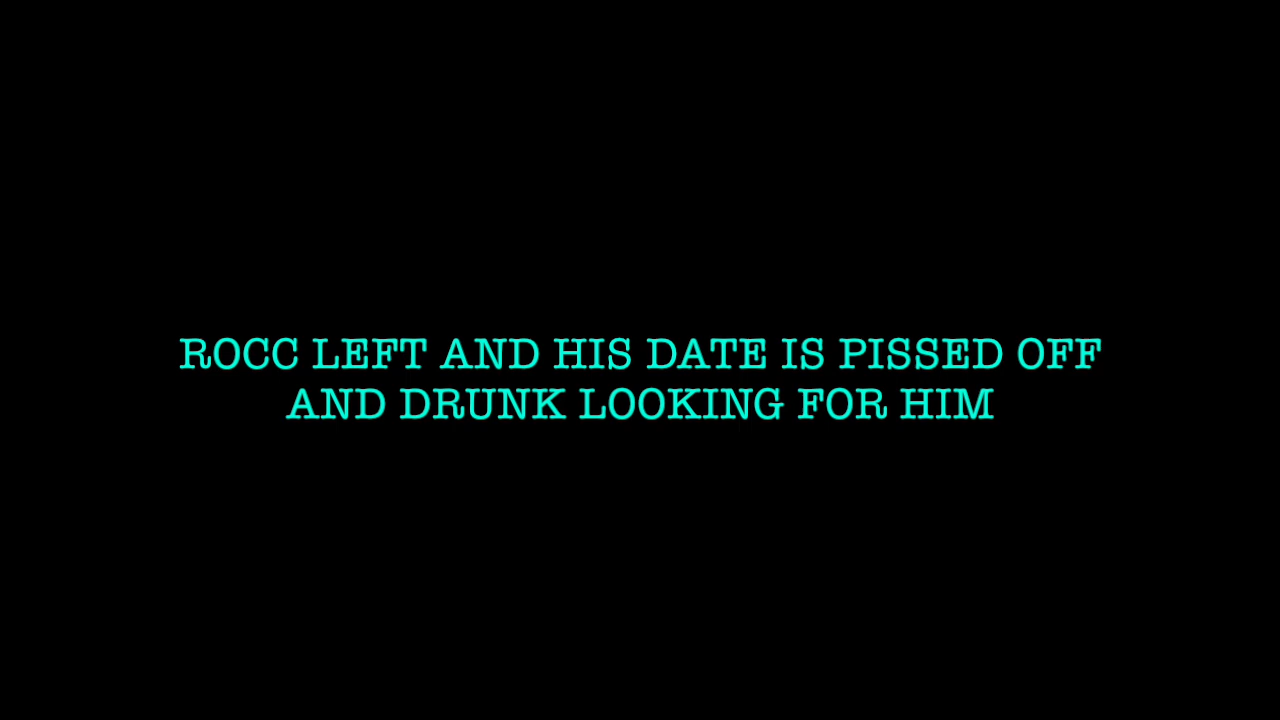 ROCC LEFT AND HIS DATE IS PISSED OFF
AND DRUNK LOOKING FOR HIM